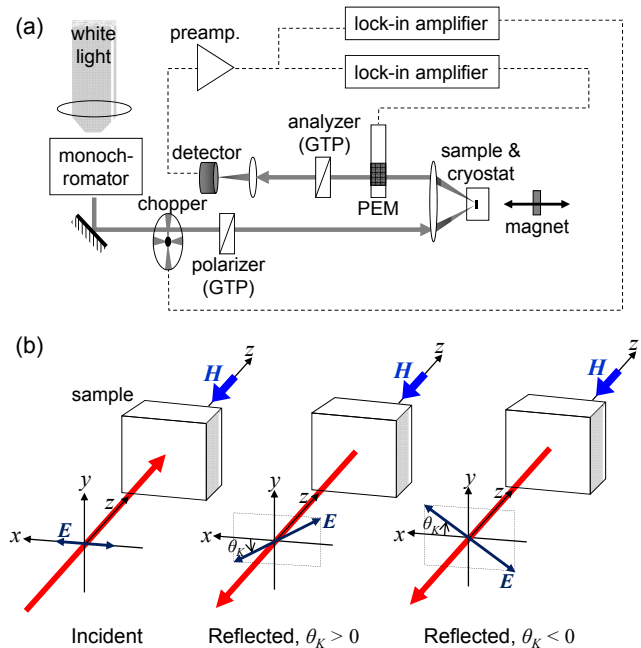 (a)
white
light
preamp.
lock-in amplifier
lock-in amplifier
monoch-
romator
detector
analyzer
(GTP)
sample &
cryostat
chopper
PEM
magnet
polarizer
(GTP)
(b)
sample
H
z
H
z
H
z
y
z
E
x
y
z
E
x
θK
y
z
x
θK
E
Incident
Reflected, θK > 0
Reflected, θK < 0